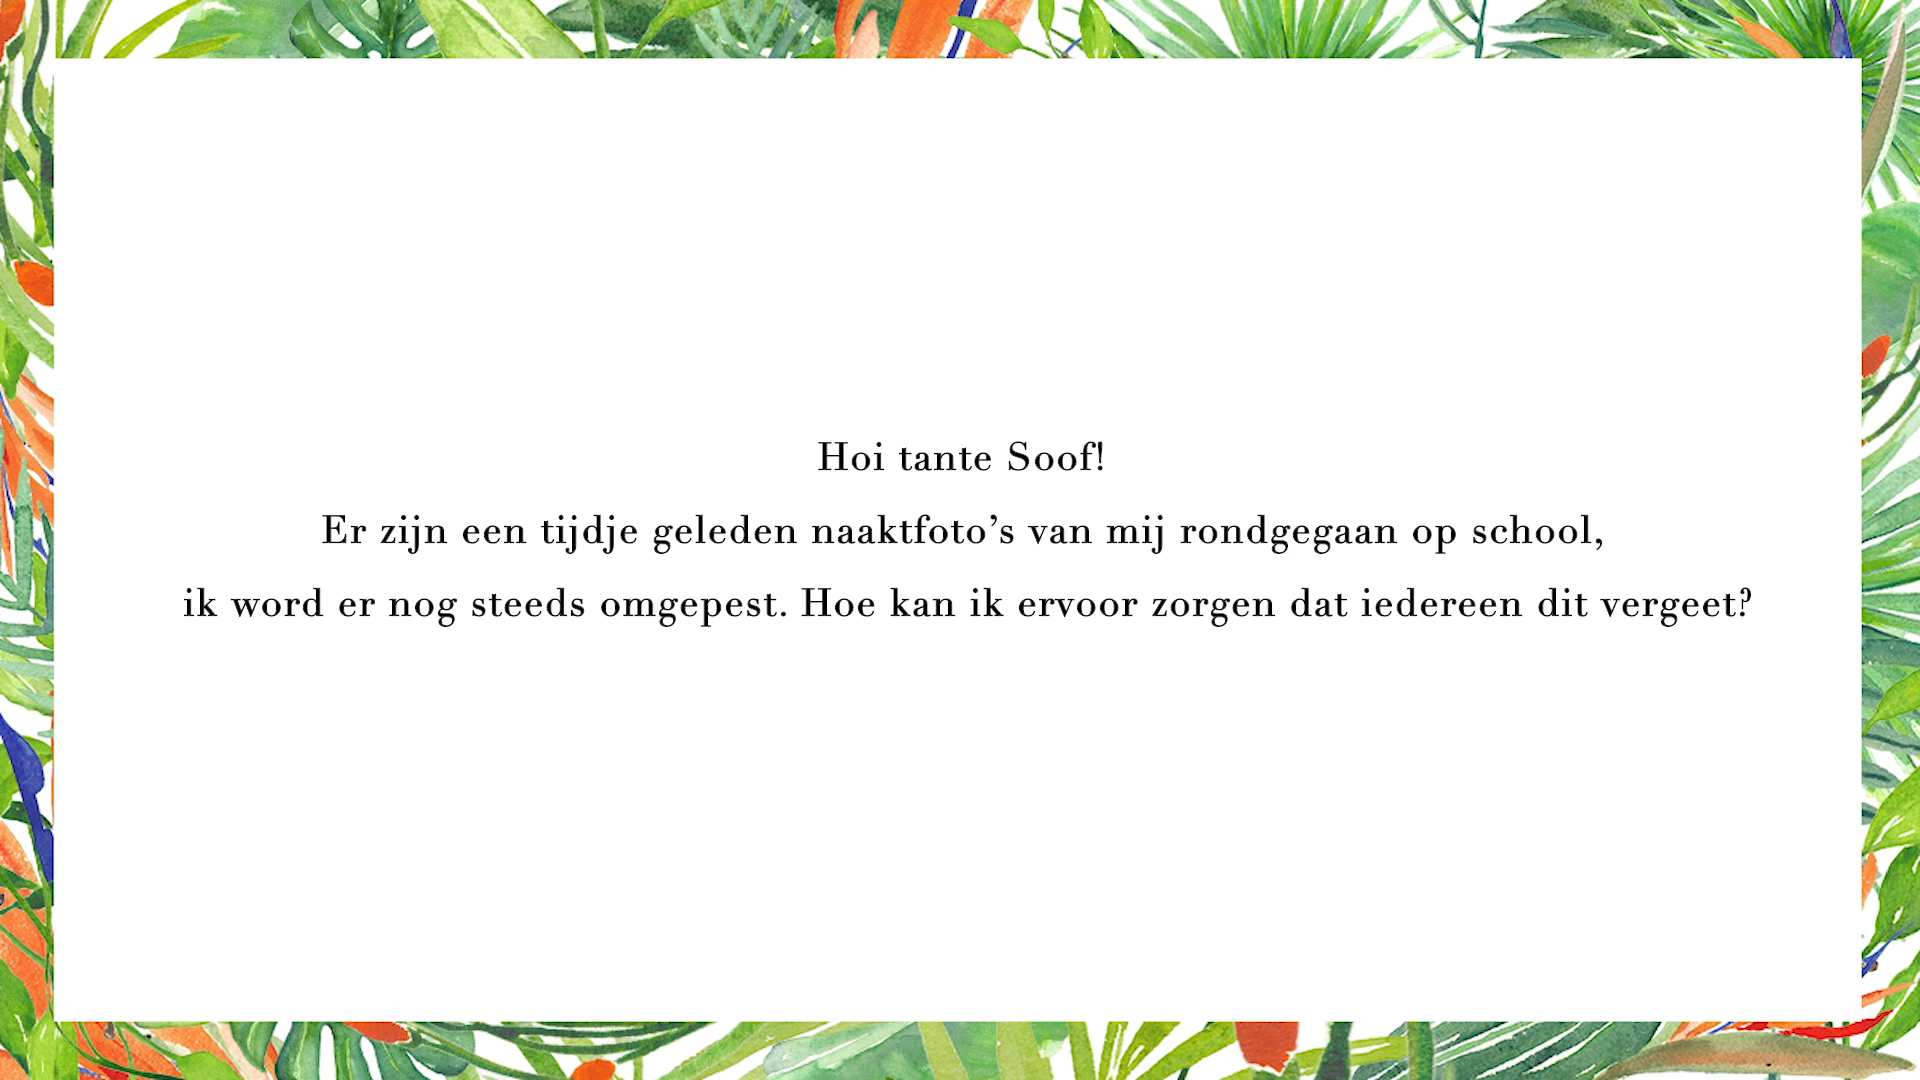 Hoi tante Soof!
Er zijn een tijdje geleden naaktfoto’s van mij rondgegaan op school,
ik word er nog steeds omgepest. Hoe kan ik ervoor zorgen dat iedereen dit vergeet?